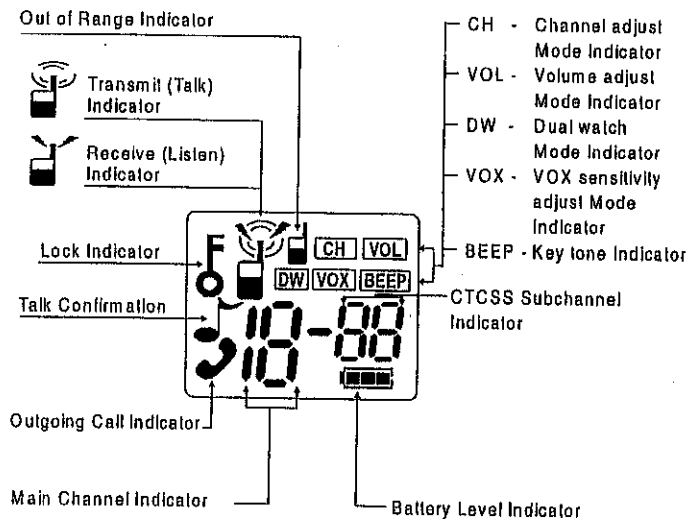 Out of Range Indicator
Transmit (Talk)
Indicator
Receive (Listen)
Indicator
Lock Indicator
Talk Confirmation
Outgoing Call Indicator
Main Channel Indicator
CH - Channel adjust
Mode Indicator
VOL - Volume adjust
Mode Indicator
DW - Dual watch
Mode Indicator
VOX - VOX sensitivity
adjust Mode
Indicator
BEEP - Key tone Indicator
CTCSS Subchannel
Indicator
Battery Level Indicator
CH VOL
DW VOX BEEP
18-88